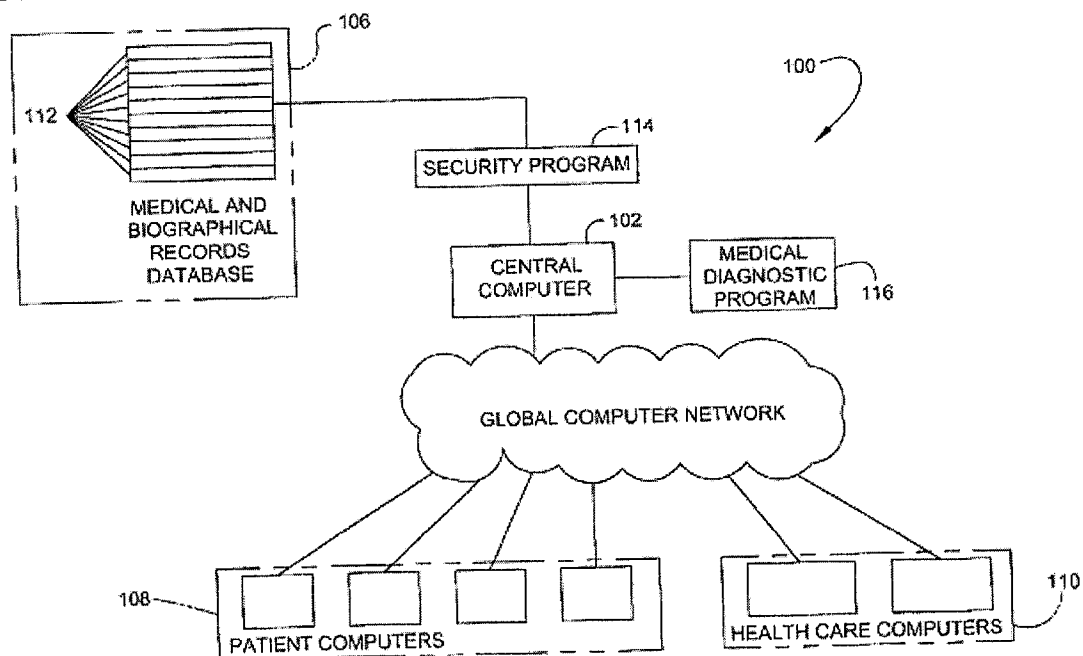 106
100
112
114
SECURITY PROGRAM
MEDICAL AND
BIOGRAPHICAL
RECORDS
DATABASE
102
CENTRAL
COMPUTER
MEDICAL
DIAGNOSTIC
PROGRAM
116
GLOBAL COMPUTER NETWORK
108
PATIENT COMPUTERS
HEALTH CARE COMPUTERS
110